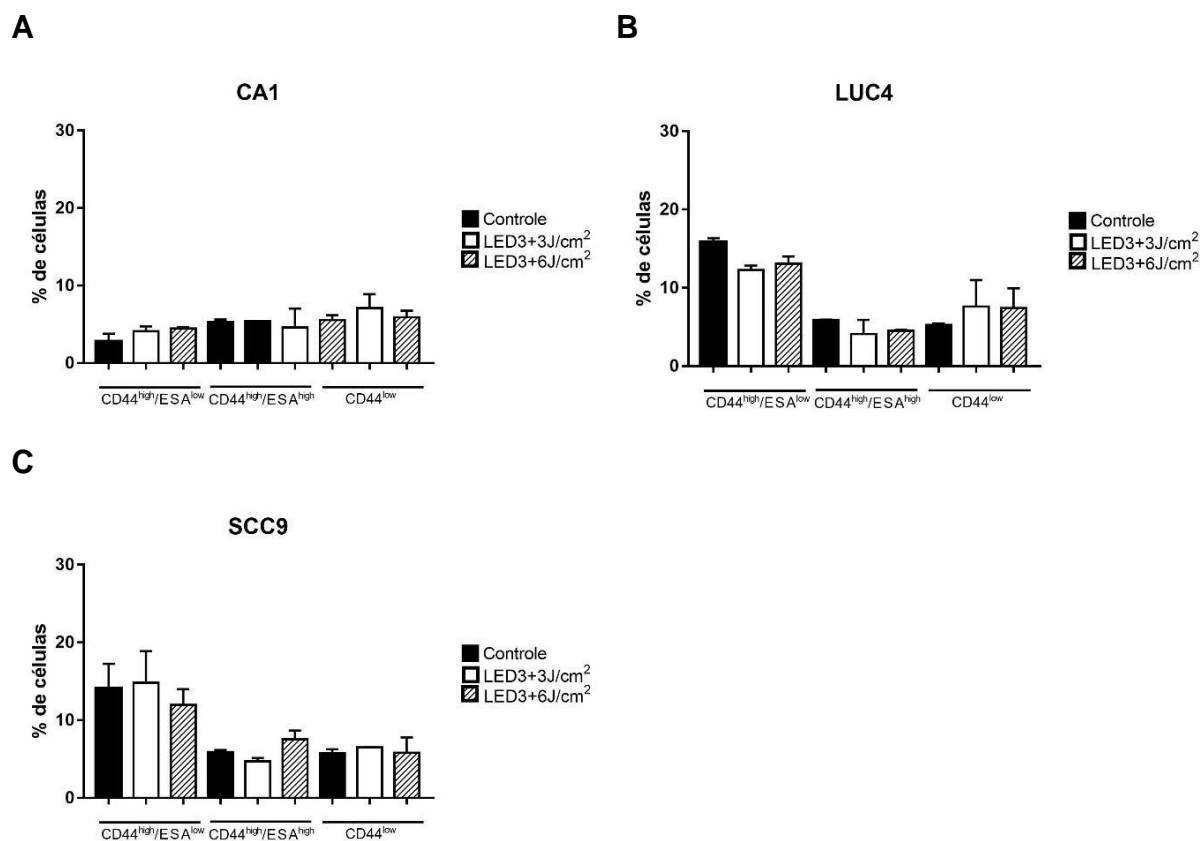 A
CA1
% de células
30
20
10
0
CD44high/ESAlow
CD44high/ESAhigh
CD44low
Controle
LED3+3J/cm²
LED3+6J/cm²
B
LUC4
% de células
30
20
10
0
CD44high/ESAlow
CD44high/ESAhigh
CD44low
Controle
LED3+3J/cm²
LED3+6J/cm²
C
SCC9
% de células
30
20
10
0
CD44high/ESAlow
CD44high/ESAhigh
CD44low
Controle
LED3+3J/cm²
LED3+6J/cm²